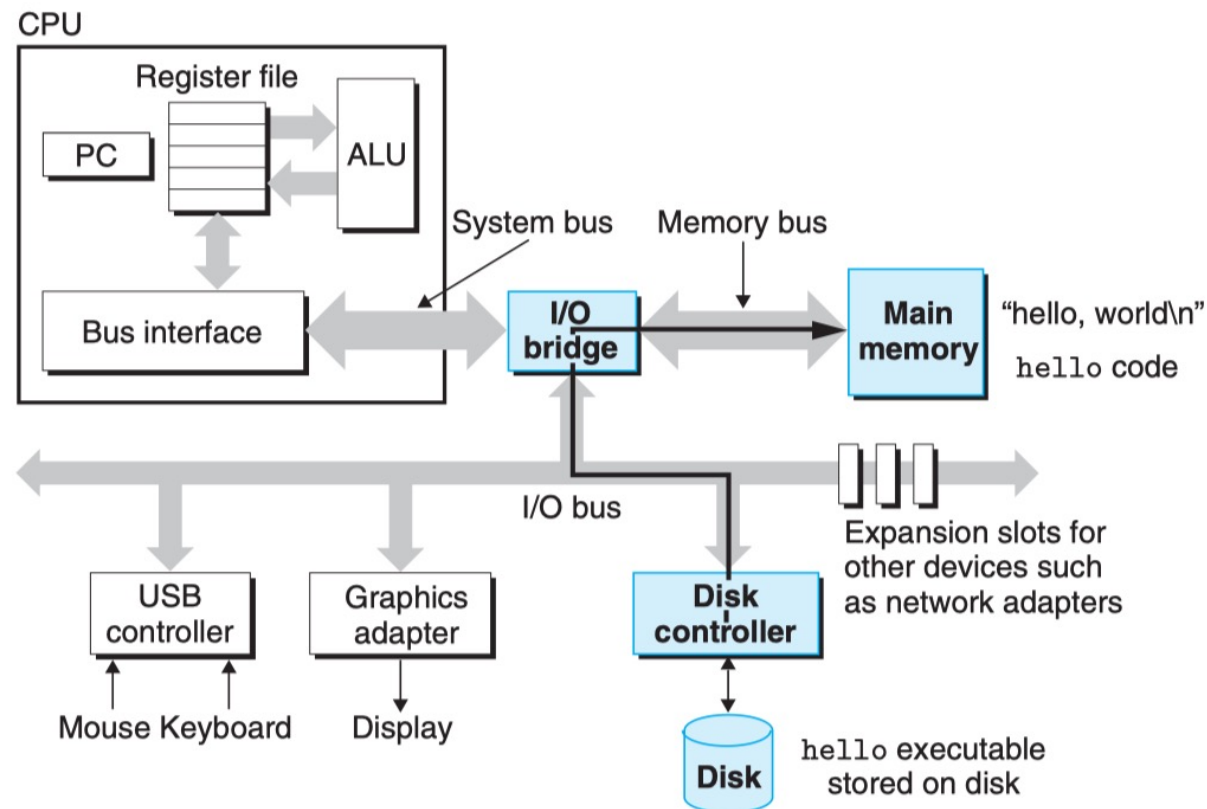 CPU
Register file
PC
ALU
System bus
Memory bus
Bus interface
I/O
bridge
Main
memory
“hello, world\n”
hello code
I/O bus
Expansion slots for
other devices such
as network adapters
USB
controller
Graphics
adapter
Disk
controller
Mouse Keyboard
Display
Disk
hello executable
stored on disk